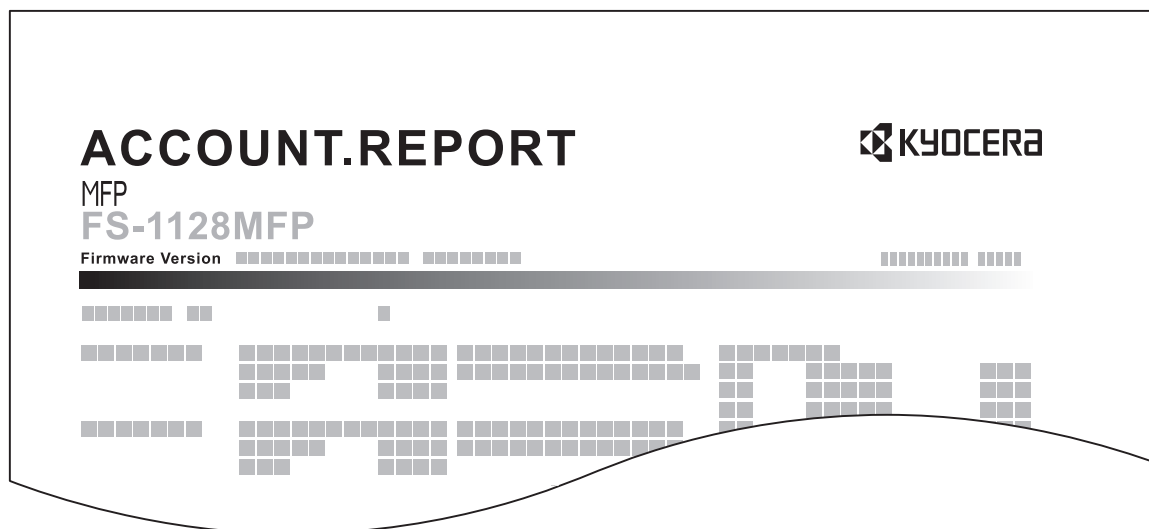 ACCOUNT.REPORT
KYOCERA
MFP
FS-1128MFP
Firmware Version